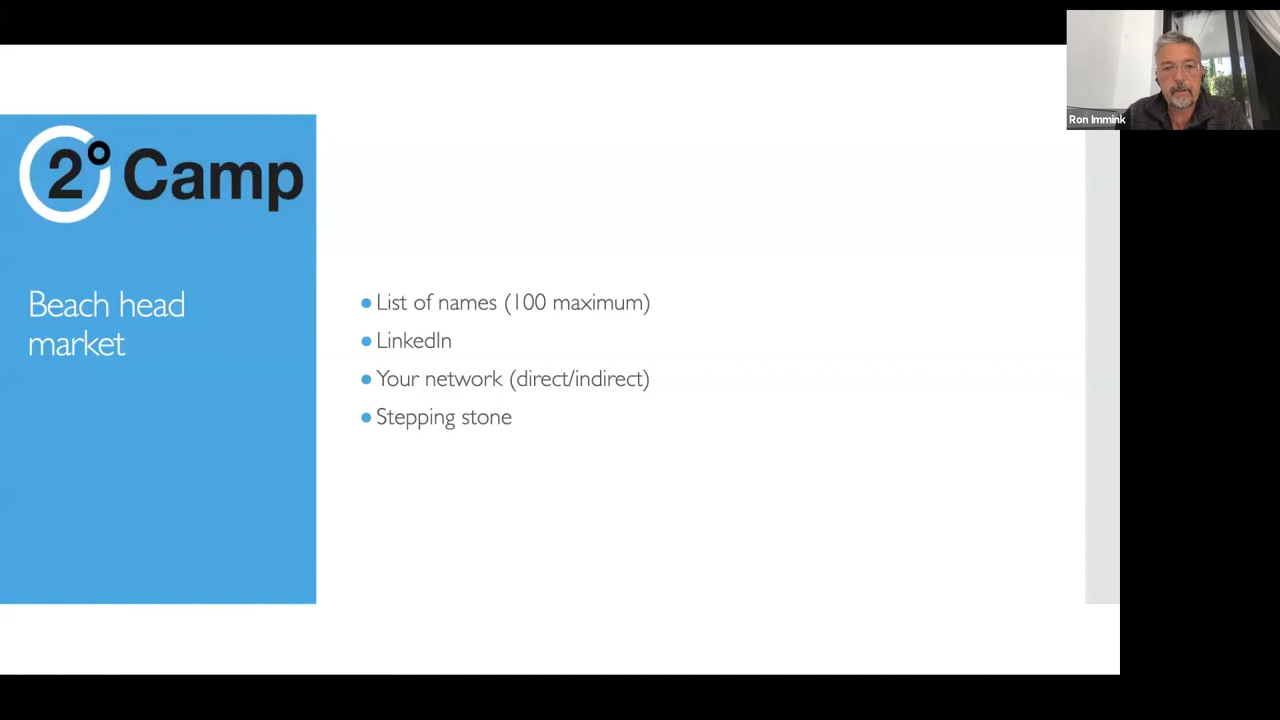 2° Camp
Beach head
market
List of names (100 maximum)
LinkedIn
Your network (direct/indirect)
Stepping stone
Ron Immink